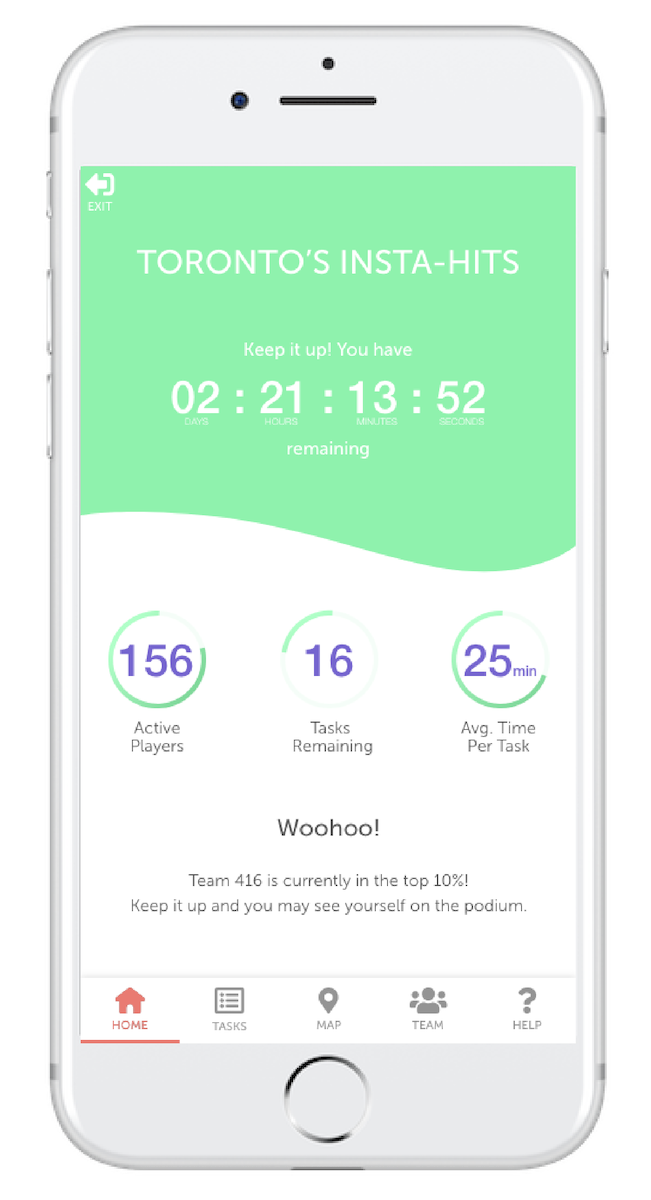 EXIT
TORONTO'S INSTA-HITS
Keep it up! You have
02 : 21 : 13 : 52
DAYS HOURS MINUTES SECONDS
remaining
156 16 25min
Active Tasks Avg. Time
Players Remaining Per Task
Woohoo!
Team 416 is currently in the top 10%!
Keep it up and you may see yourself on the podium.
HOME TASKS MAP TEAM HELP